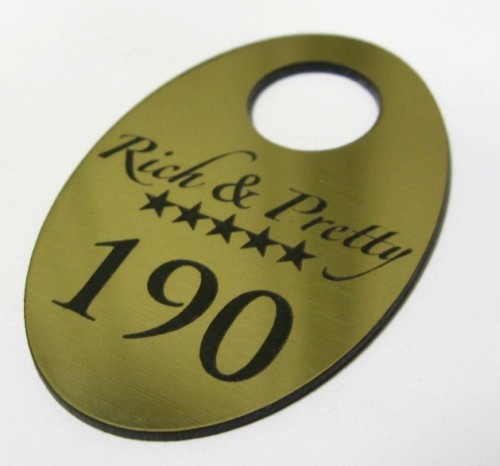 Rich & Pretty
★★★★★
190